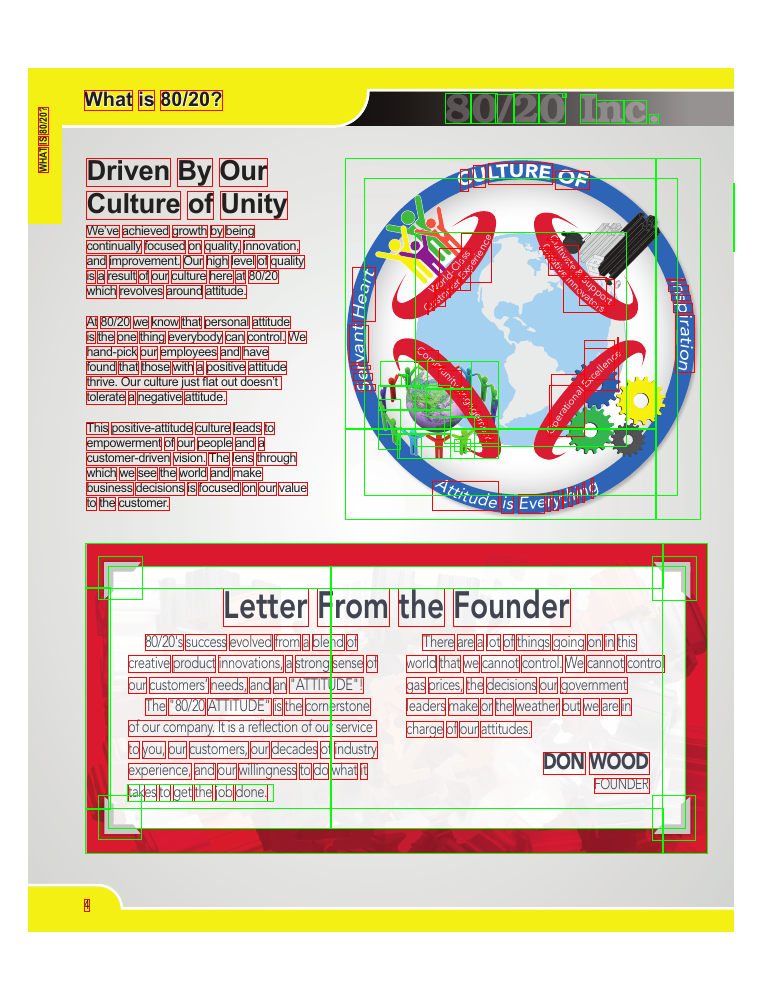 What is 80/20?
80/20 Inc.
WHAT IS 80/20?
Driven By Our
Culture of Unity
We've achieved growth by being
continually focused on quality, innovation,
and improvement. Our high level of quality
is a result of our culture here at 80/20
which revolves around attitude.
At 80/20 we know that personal attitude
is the one thing everybody can control. We
hand-pick our employees and have
found that those with a positive attitude
thrive. Our culture just flat out doesn't
tolerate a negative attitude.
This positive-attitude culture leads to
empowerment of our people and a
customer-driven vision. The lens through
which we see the world and make
business decisions is focused on our value
to the customer.
CULTURE OF
Servant Heart
Inspiration
Attitude is Everything
World-Class
Customer Experience
Cultivate & Support
Creative Innovators
Community Engagement
Operational Excellence
Letter From the Founder
80/20's success evolved from a blend of
creative product innovations, a strong sense of
our customers' needs, and an "ATTITUDE"!
The "80/20 ATTITUDE" is the cornerstone
of our company. It is a reflection of our service
to you, our customers, our decades of industry
experience, and our willingness to do what it
takes to get the job done.
There are a lot of things going on in this
world that we cannot control. We cannot control
gas prices, the decisions our government
leaders make or the weather but we are in
charge of our attitudes.
DON WOOD
FOUNDER
4